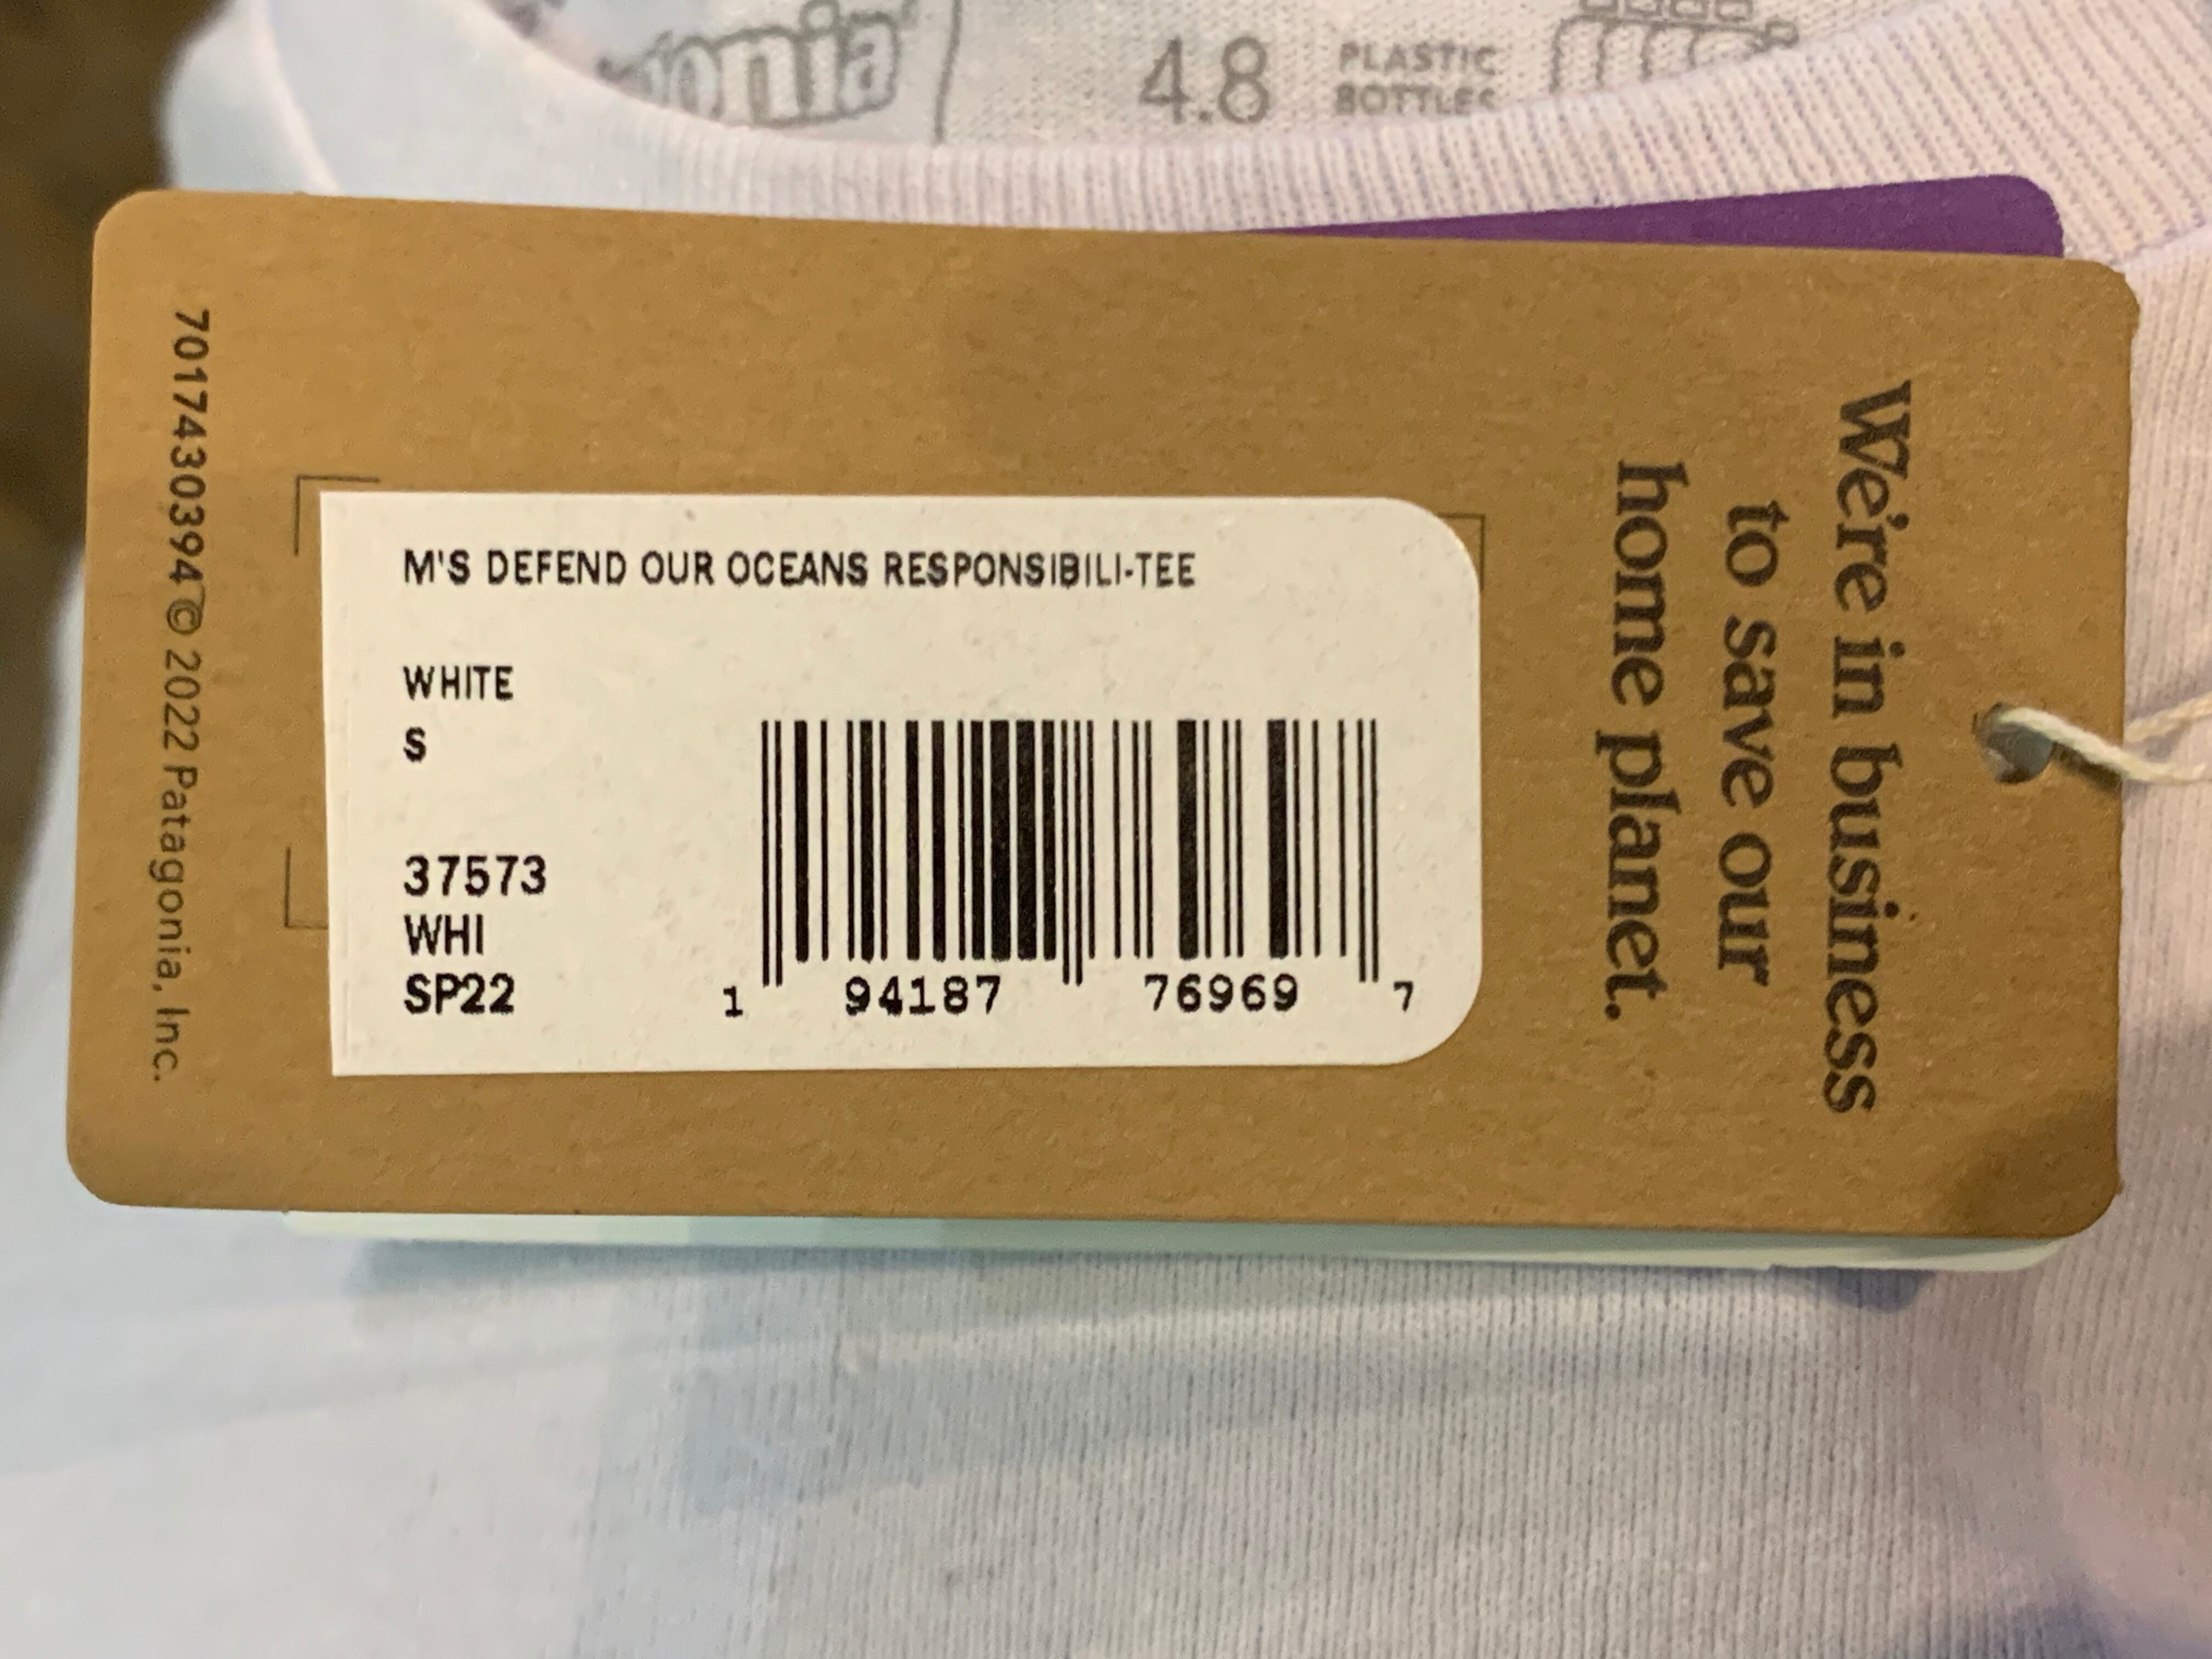 4.8
PLASTIC
BOTTLES
7017430394 © 2022 Patagonia, Inc.
M'S DEFEND OUR OCEANS RESPONSIBILI-TEE
WHITE
S
37573
WHI
SP22
1 94187 76969 7
We're in business
to save our
home planet.